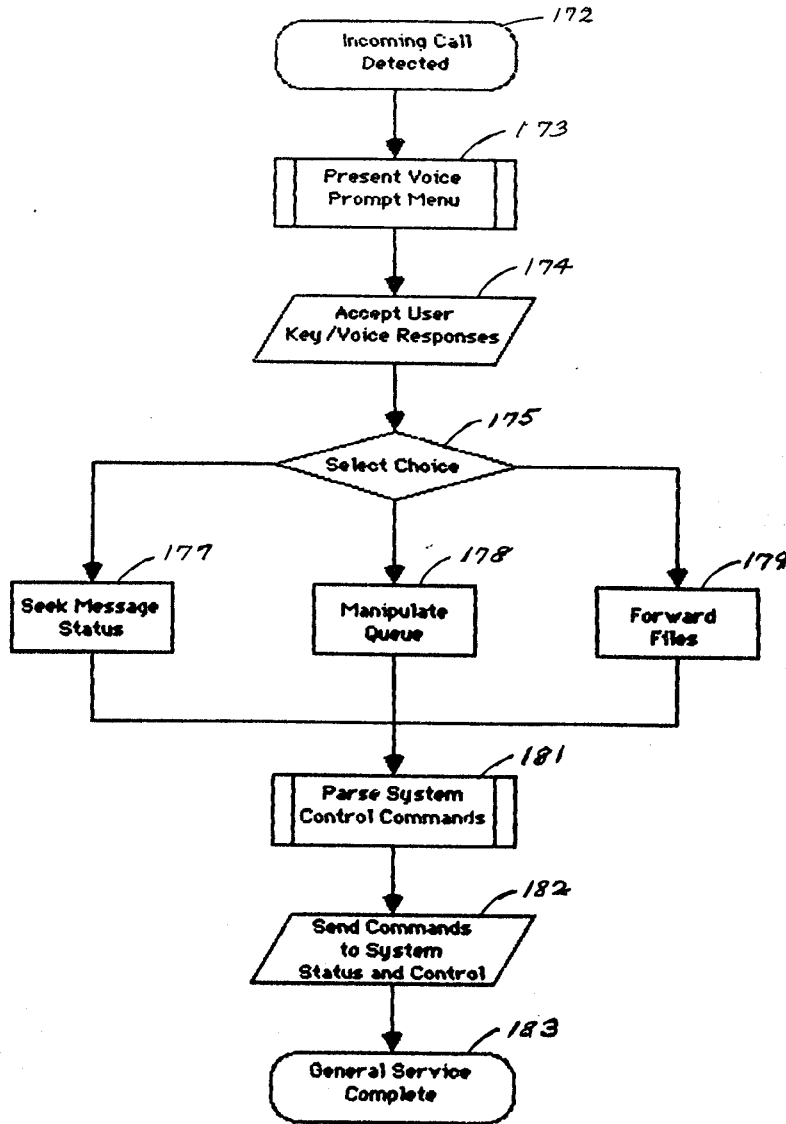 172
Incoming Call
Detected
173
Present Voice
Prompt Menu
174
Accept User
Key/Voice Responses
175
Select Choice
177
Seek Message
Status
178
Manipulate
Queue
179
Forward
Files
181
Parse System
Control Commands
182
Send Commands
to System
Status and Control
183
General Service
Complete